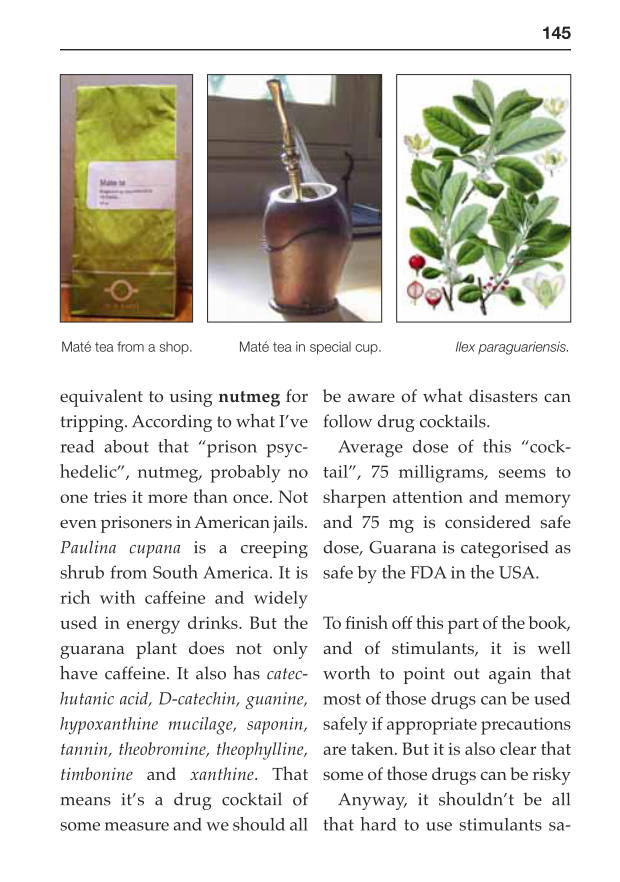 145
Maté te
Maté tea from a shop.
Maté tea in special cup.
Ilex paraguariensis.
equivalent to using nutmeg for
tripping. According to what I've
read about that “prison psyc-
hedelic”, nutmeg, probably no
one tries it more than once. Not
even prisoners in American jails.
Paulina cupana is a creeping
shrub from South America. It is
rich with caffeine and widely
used in energy drinks. But the
guarana plant does not only
have caffeine. It also has catec-
hutanic acid, D-catechin, guanine,
hypoxanthine mucilage, saponin,
tannin, theobromine, theophylline,
timbonine and xanthine. That
means it's a drug cocktail of
some measure and we should all
be aware of what disasters can
follow drug cocktails.
Average dose of this “cock-
tail”, 75 milligrams, seems to
sharpen attention and memory
and 75 mg is considered safe
dose, Guarana is categorised as
safe by the FDA in the USA.
To finish off this part of the book,
and of stimulants, it is well
worth to point out again that
most of those drugs can be used
safely if appropriate precautions
are taken. But it is also clear that
some of those drugs can be risky
Anyway, it shouldn't be all
that hard to use stimulants sa-